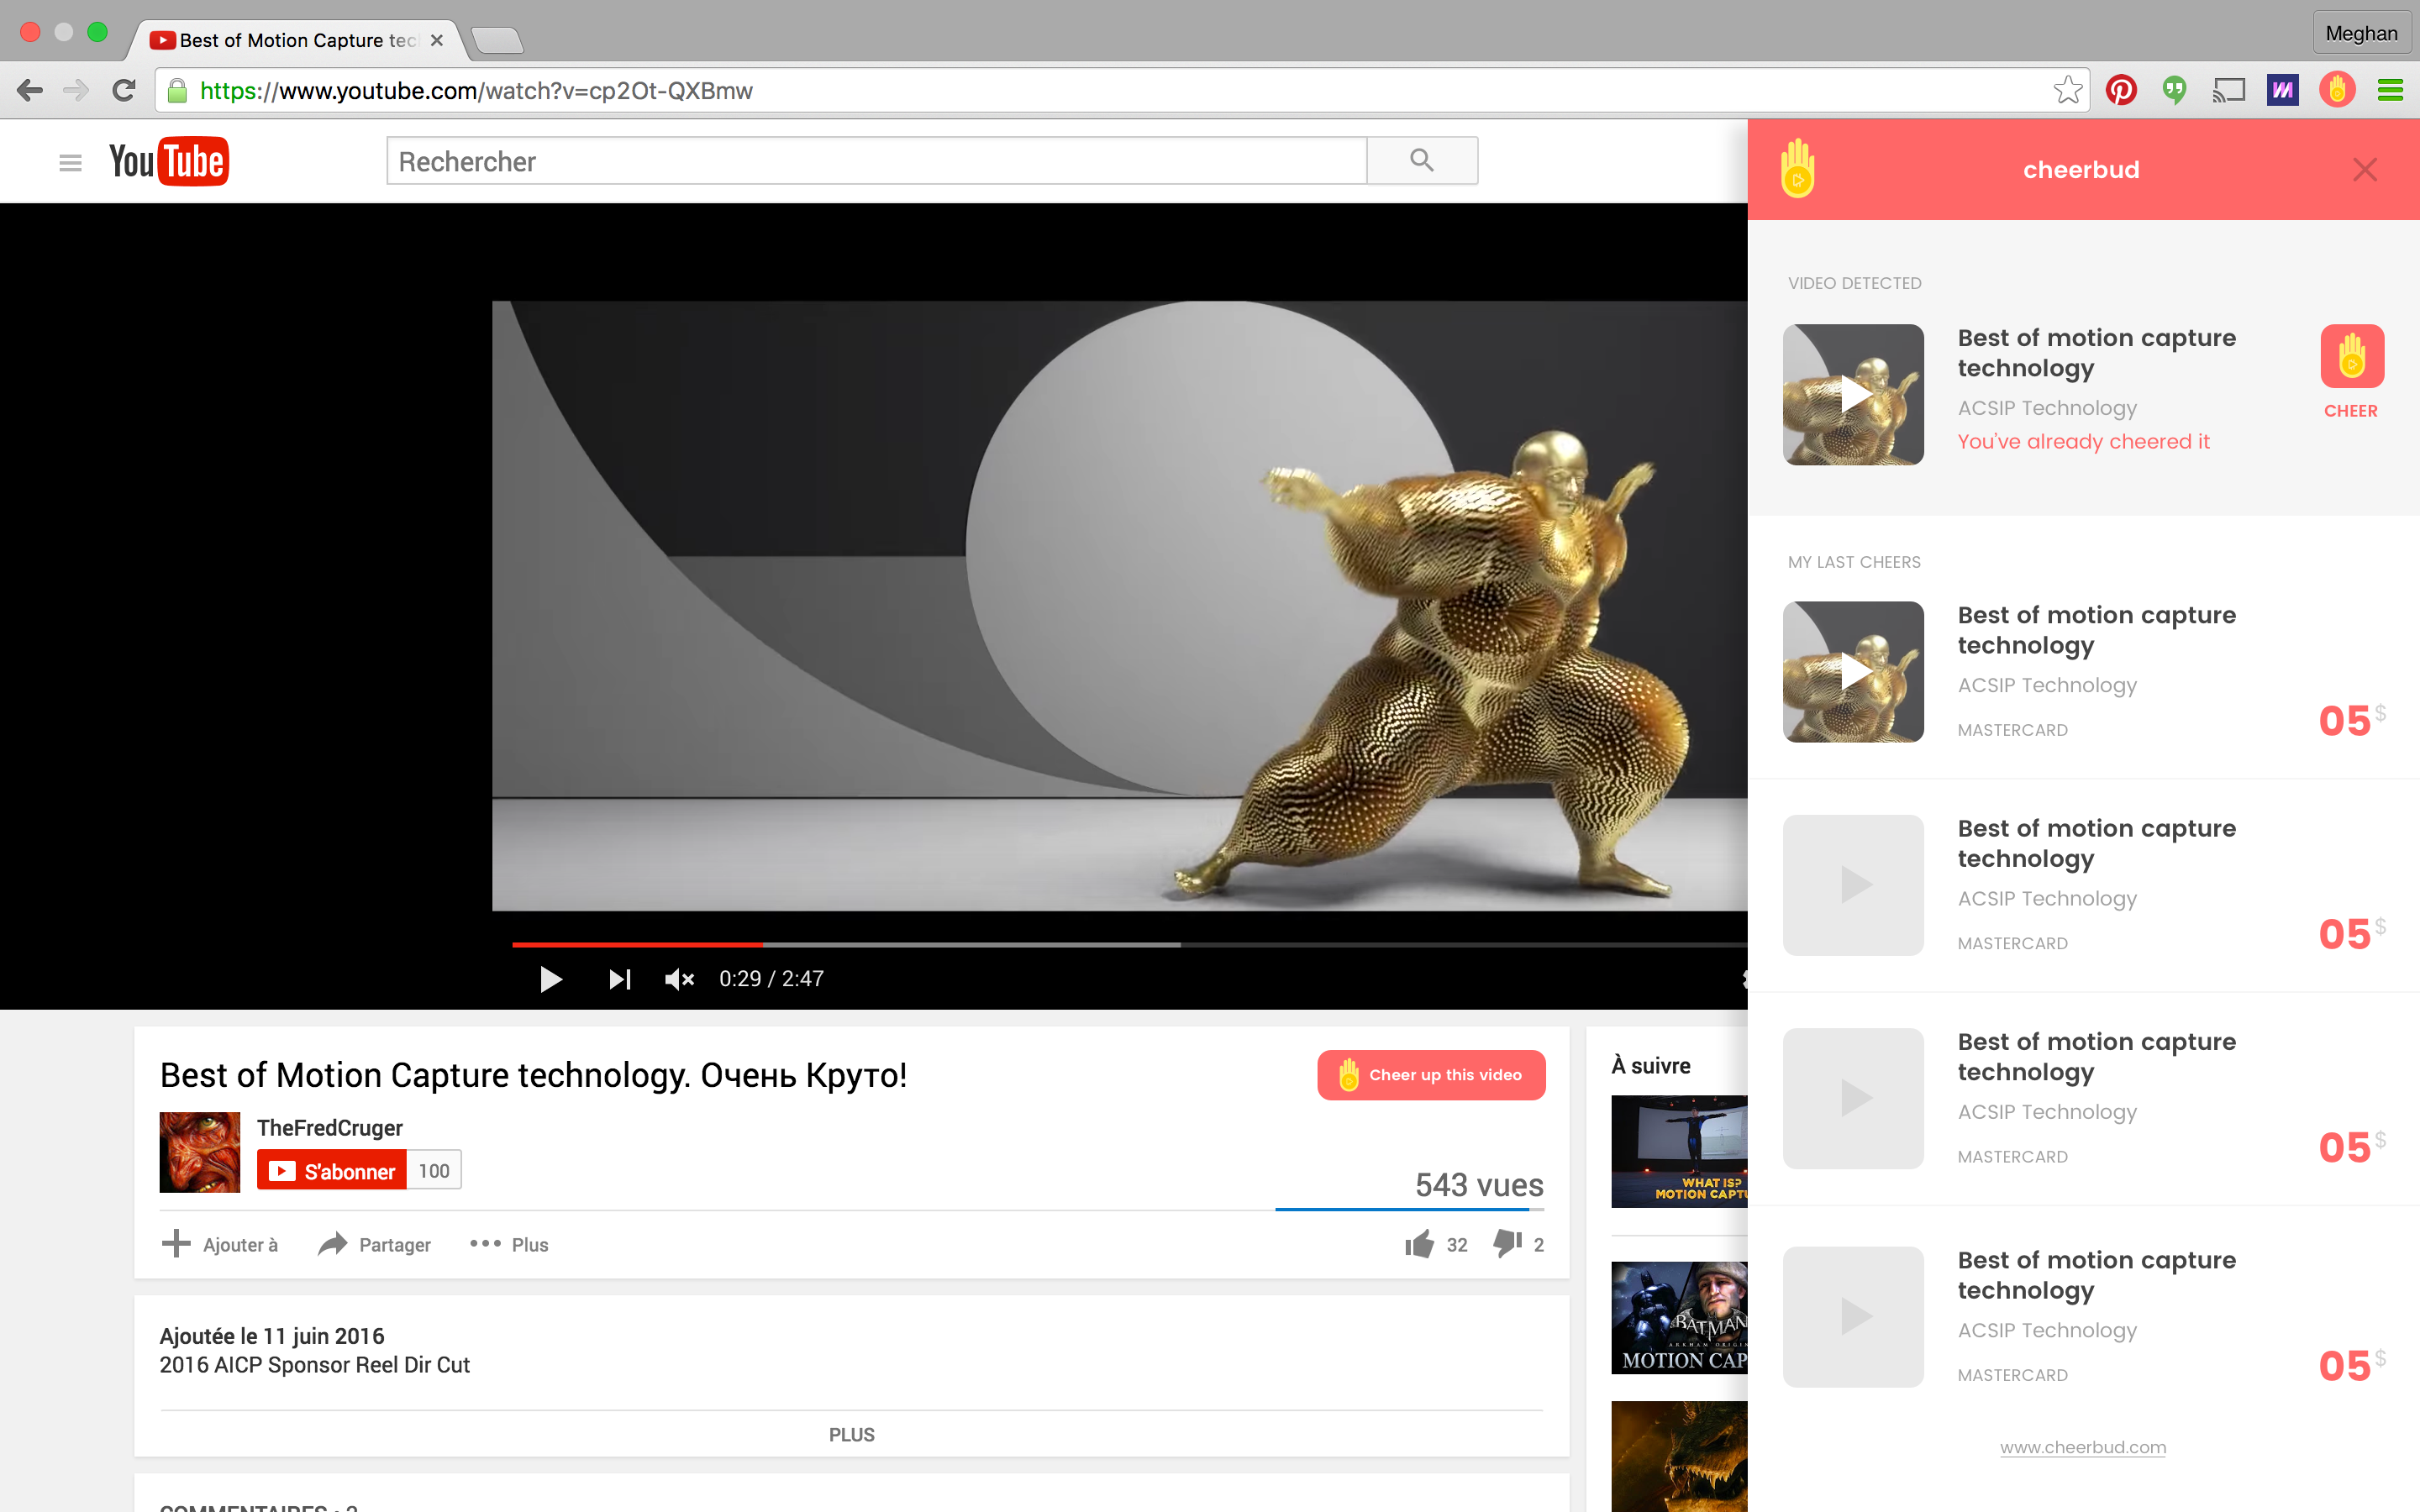 Best of Motion Capture tec
Meghan
https://www.youtube.com/watch?v=cp2Ot-QXBmw
YouTube
Rechercher
0:29 / 2:47
Best of Motion Capture technology. Очень Круто!
Cheer up this video
TheFredCruger
S'abonner 100
543 vues
Ajouter à Partager Plus 32 2
Ajoutée le 11 juin 2016
2016 AICP Sponsor Reel Dir Cut
PLUS
COMMENTAIRES • 2
À suivre
WHAT IS?
MOTION CAPTU
BATMAN
ARKHAM ORIGIN
MOTION CAP
cheerbud
VIDEO DETECTED
Best of motion capture
technology
ACSIP Technology
You've already cheered it
CHEER
MY LAST CHEERS
Best of motion capture
technology
ACSIP Technology
MASTERCARD
05 $
Best of motion capture
technology
ACSIP Technology
MASTERCARD
05 $
Best of motion capture
technology
ACSIP Technology
MASTERCARD
05 $
Best of motion capture
technology
ACSIP Technology
MASTERCARD
05 $
www.cheerbud.com